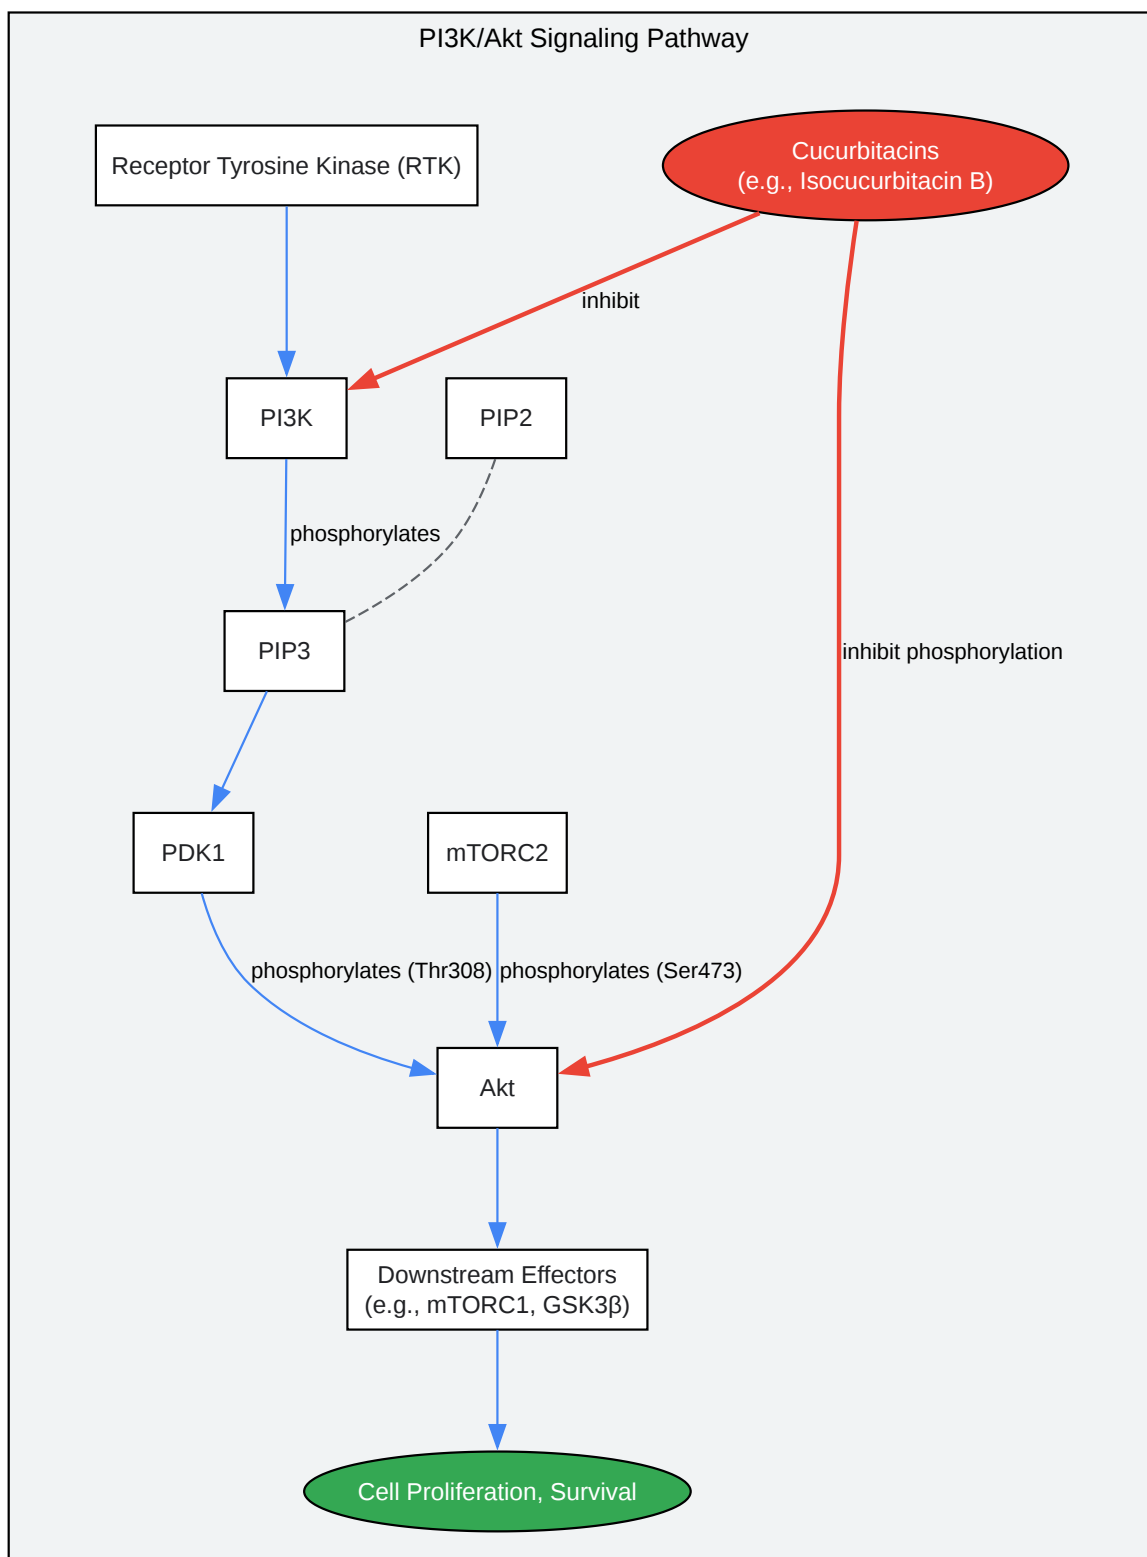 PI3K/Akt Signaling Pathway
Receptor Tyrosine Kinase (RTK)
Cucurbitacins
(e.g., Isocucurbitacin B)
inhibit
PI3K
PIP2
phosphorylates
PIP3
inhibit phosphorylation
PDK1
mTORC2
phosphorylates (Thr308)
phosphorylates (Ser473)
Akt
Downstream Effectors
(e.g., mTORC1, GSK3β)
Cell Proliferation, Survival